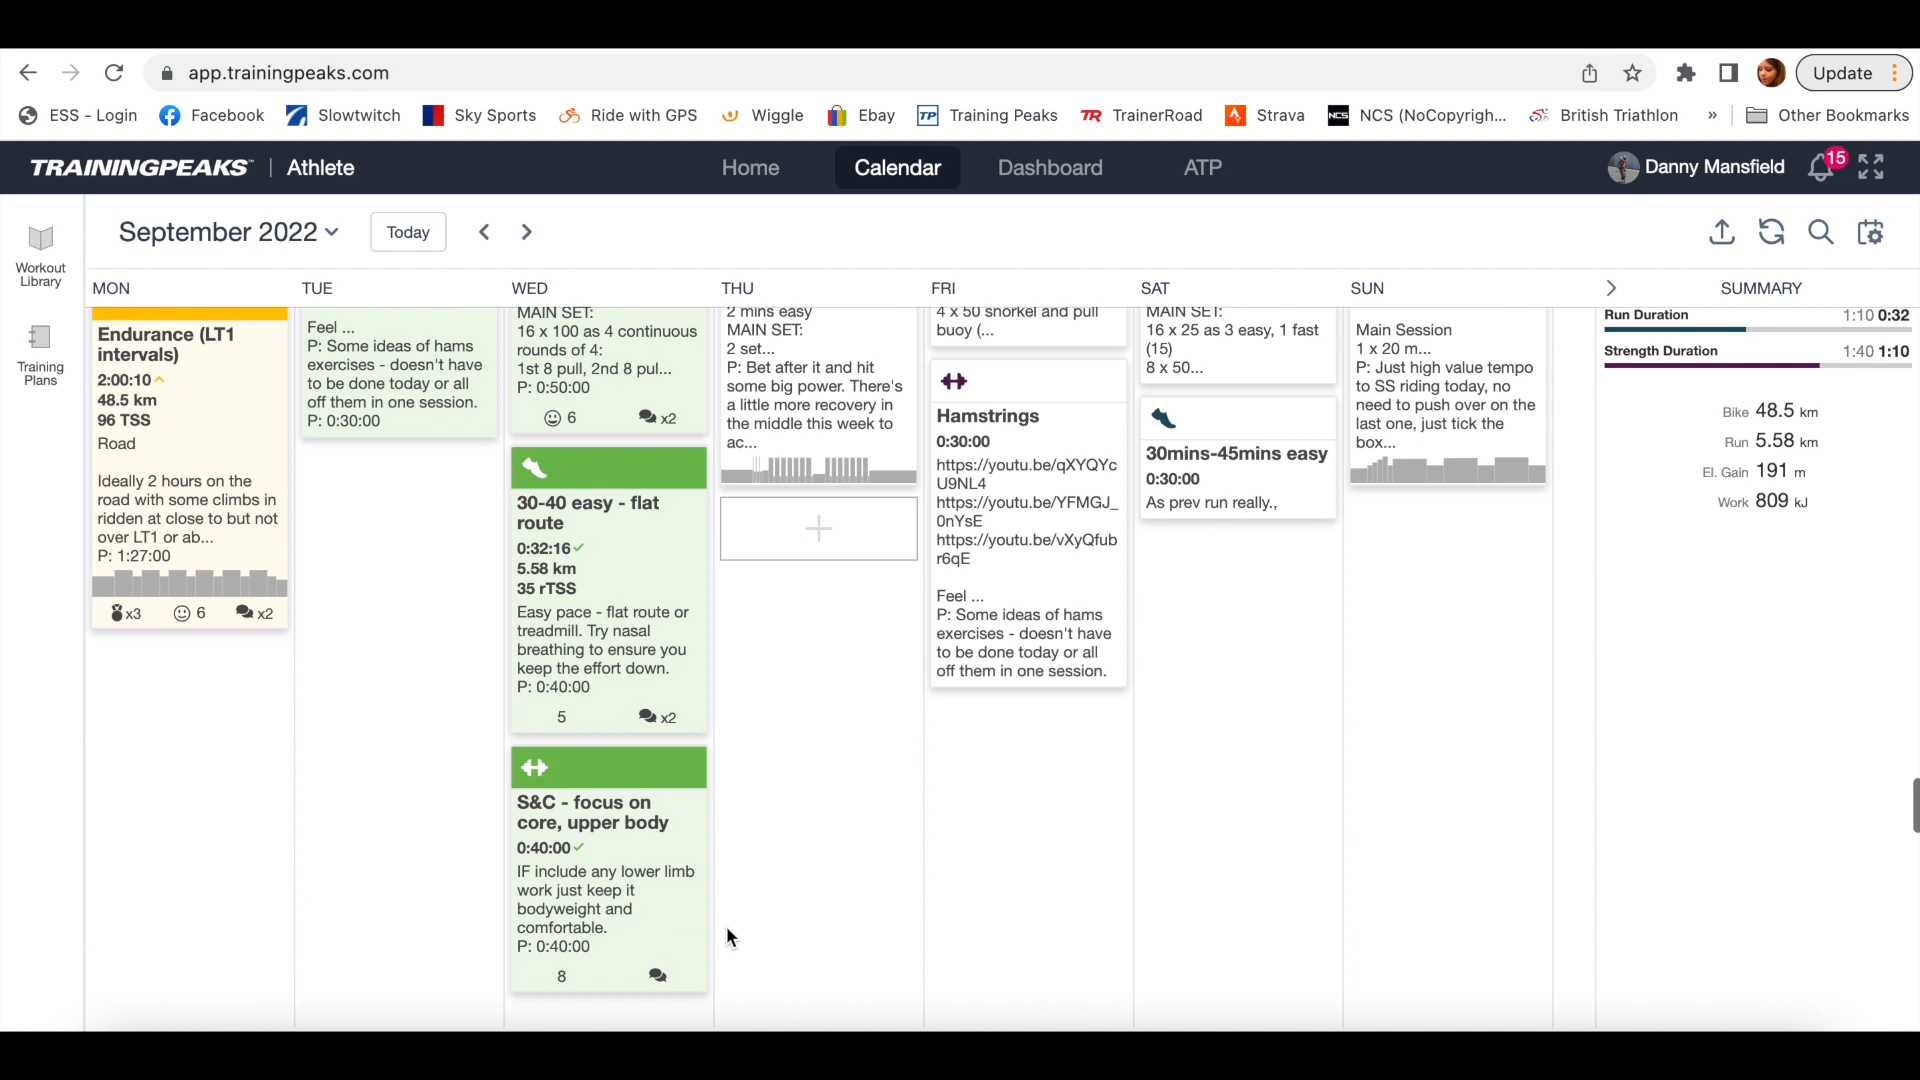 app.trainingpeaks.com
Update
ESS - Login
Facebook
Slowtwitch
Sky Sports
Ride with GPS
Wiggle
Ebay
TP
Training Peaks
TR
TrainerRoad
Strava
NCS
NCS (NoCopyrigh...
British Triathlon
»
Other Bookmarks
TRAININGPEAKS™ | Athlete
Home
Calendar
Dashboard
ATP
Danny Mansfield
15
Workout
Library
Training
Plans
September 2022
Today
MON
TUE
WED
THU
FRI
SAT
SUN
SUMMARY
Endurance (LT1
intervals)
2:00:10
48.5 km
96 TSS
Road
Ideally 2 hours on the
road with some climbs in
ridden at close to but not
over LT1 or ab...
P: 1:27:00
x3
6
x2
Feel ...
P: Some ideas of hams
exercises - doesn't have
to be done today or all
off them in one session.
P: 0:30:00
MAIN SET:
16 x 100 as 4 continuous
rounds of 4:
1st 8 pull, 2nd 8 pul...
P: 0:50:00
6
x2
30-40 easy - flat
route
0:32:16
5.58 km
35 rTSS
Easy pace - flat route or
treadmill. Try nasal
breathing to ensure you
keep the effort down.
P: 0:40:00
5
x2
S&C - focus on
core, upper body
0:40:00
IF include any lower limb
work just keep it
bodyweight and
comfortable.
P: 0:40:00
8
2 mins easy
MAIN SET:
2 set...
P: Bet after it and hit
some big power. There's
a little more recovery in
the middle this week to
ac...
4 x 50 snorkel and pull
buoy (...
Hamstrings
0:30:00
https://youtu.be/qXYQYc
U9NL4
https://youtu.be/YFMGJ_
0nYsE
https://youtu.be/vXyQfub
r6qE
Feel ...
P: Some ideas of hams
exercises - doesn't have
to be done today or all
off them in one session.
MAIN SET:
16 x 25 as 3 easy, 1 fast
(15)
8 x 50...
30mins-45mins easy
0:30:00
As prev run really.,
Main Session
1 x 20 m...
P: Just high value tempo
to SS riding today, no
need to push over on the
last one, just tick the
box...
Run Duration 1:10 0:32
Strength Duration 1:40 1:10
Bike 48.5 km
Run 5.58 km
El. Gain 191 m
Work 809 kJ